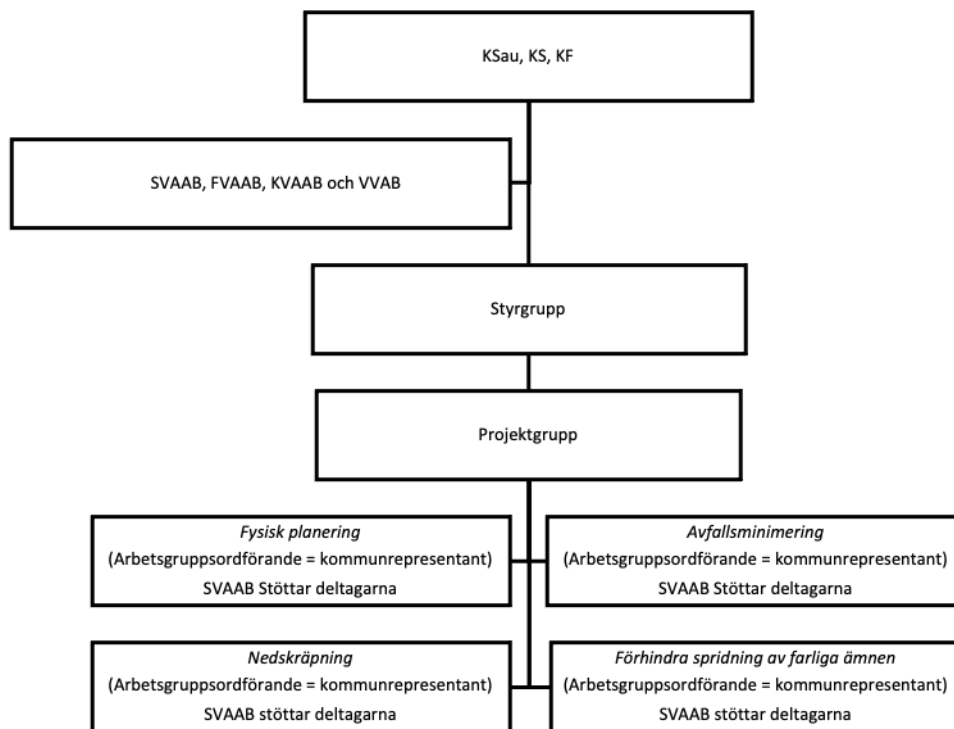 KSau, KS, KF
SVAAB, FVAAB, KVAAB och VVAB
Styrgrupp
Projektgrupp
Fysisk planering
(Arbetsgruppsordförande = kommunrepresentant)
SVAAB Stöttar deltagarna
Avfallsminimering
(Arbetsgruppsordförande = kommunrepresentant)
SVAAB Stöttar deltagarna
Nedskräpning
(Arbetsgruppsordförande = kommunrepresentant)
SVAAB stöttar deltagarna
Förhindra spridning av farliga ämnen
(Arbetsgruppsordförande = kommunrepresentant)
SVAAB stöttar deltagarna